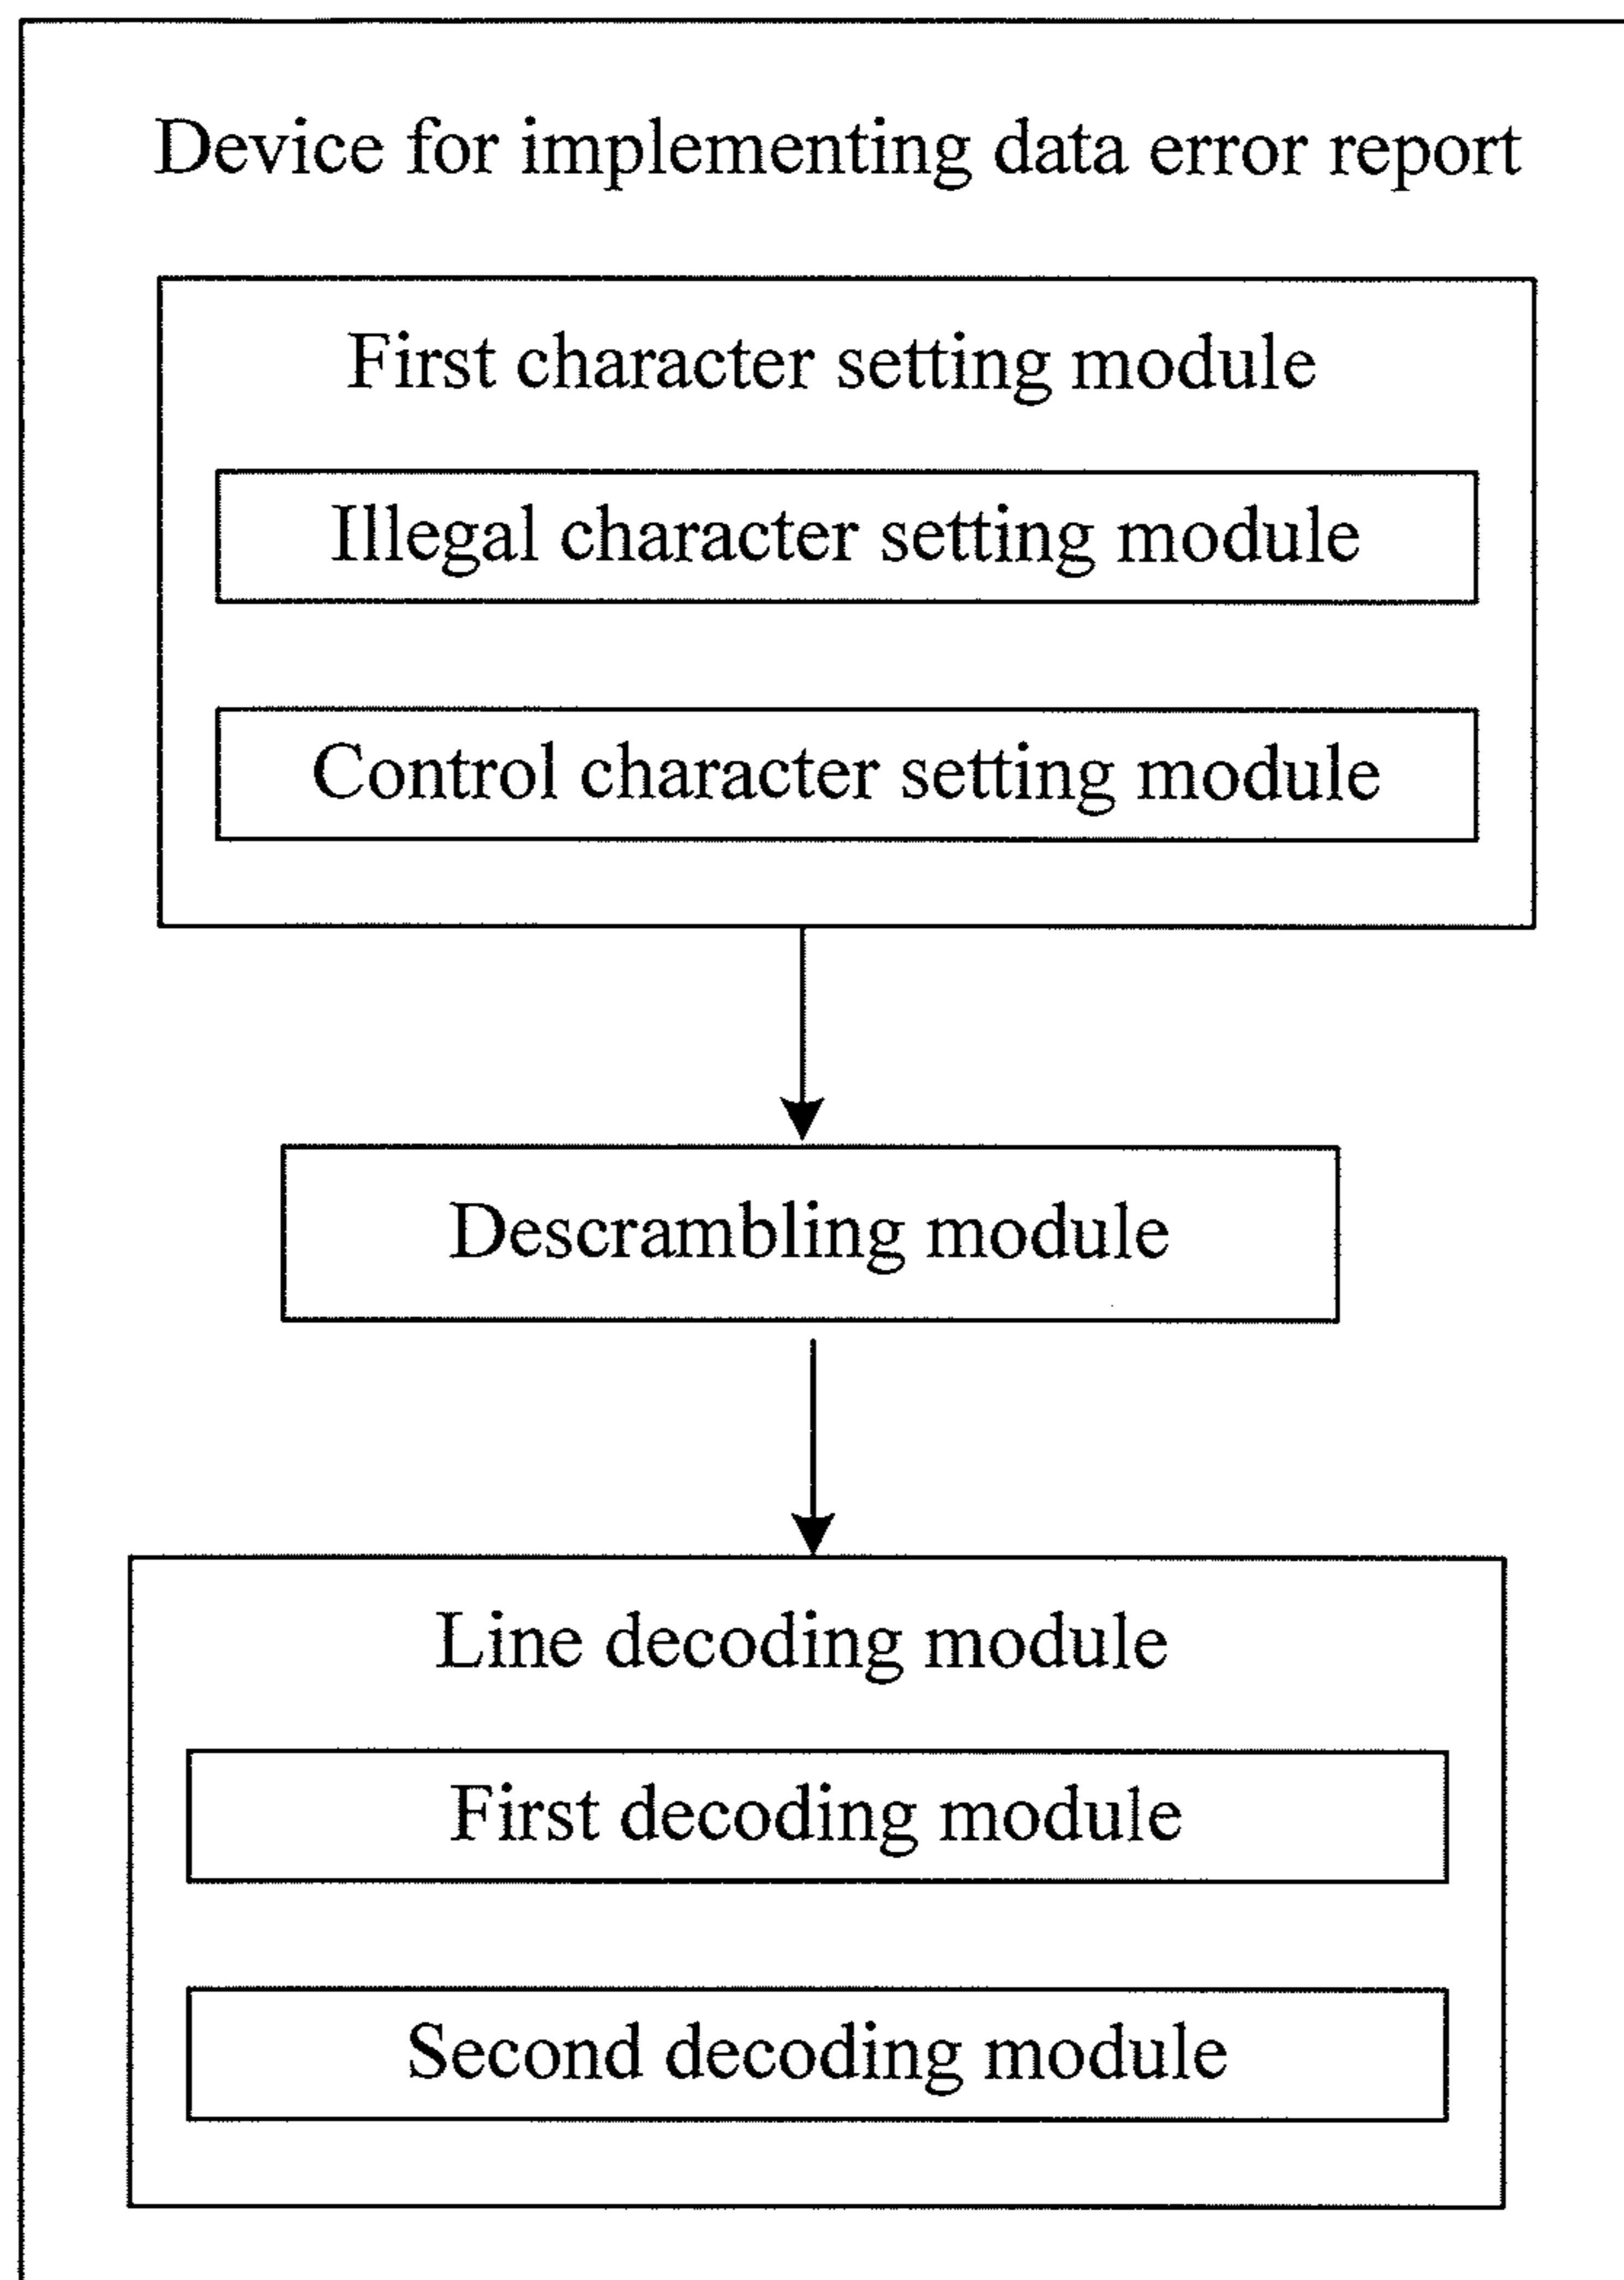 Device for implementing data error report
First character setting module
Illegal character setting module
Control character setting module
Descrambling module
Line decoding module
First decoding module
Second decoding module